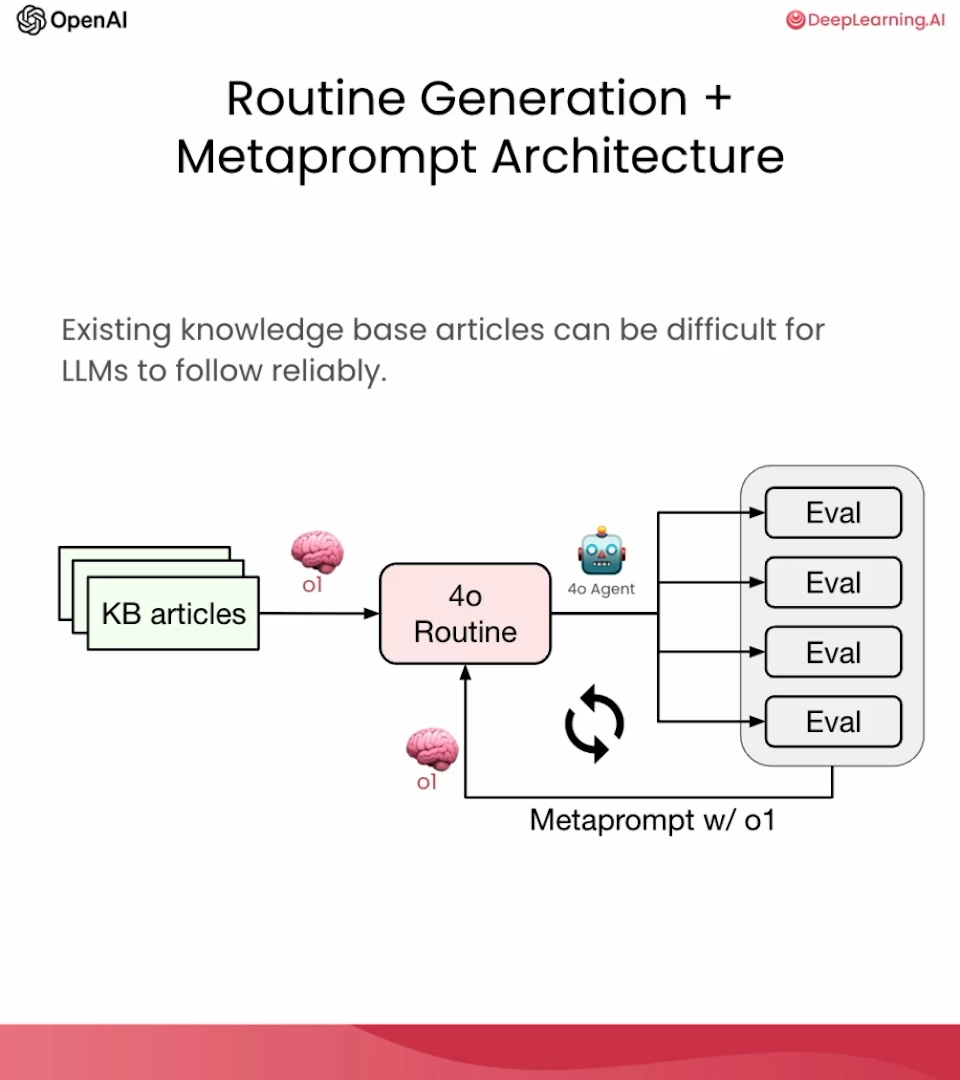 OpenAI
DeepLearning.AI
Routine Generation +
Metaprompt Architecture
Existing knowledge base articles can be difficult for
LLMs to follow reliably.
KB articles
o1
4o
Routine
4o Agent
Eval
Eval
Eval
Eval
o1
Metaprompt w/ o1